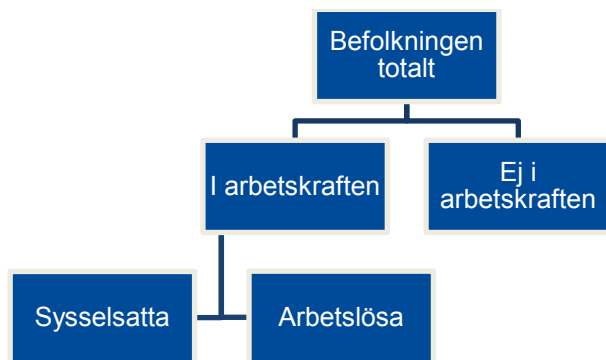 Befolkningen
totalt
I arbetskraften
Ej i
arbetskraften
Sysselsatta
Arbetslösa